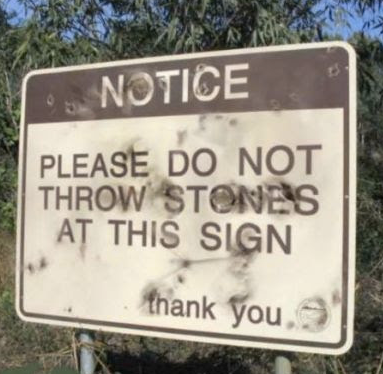 NOTICE
PLEASE DO NOT
THROW STONES
AT THIS SIGN
thank you